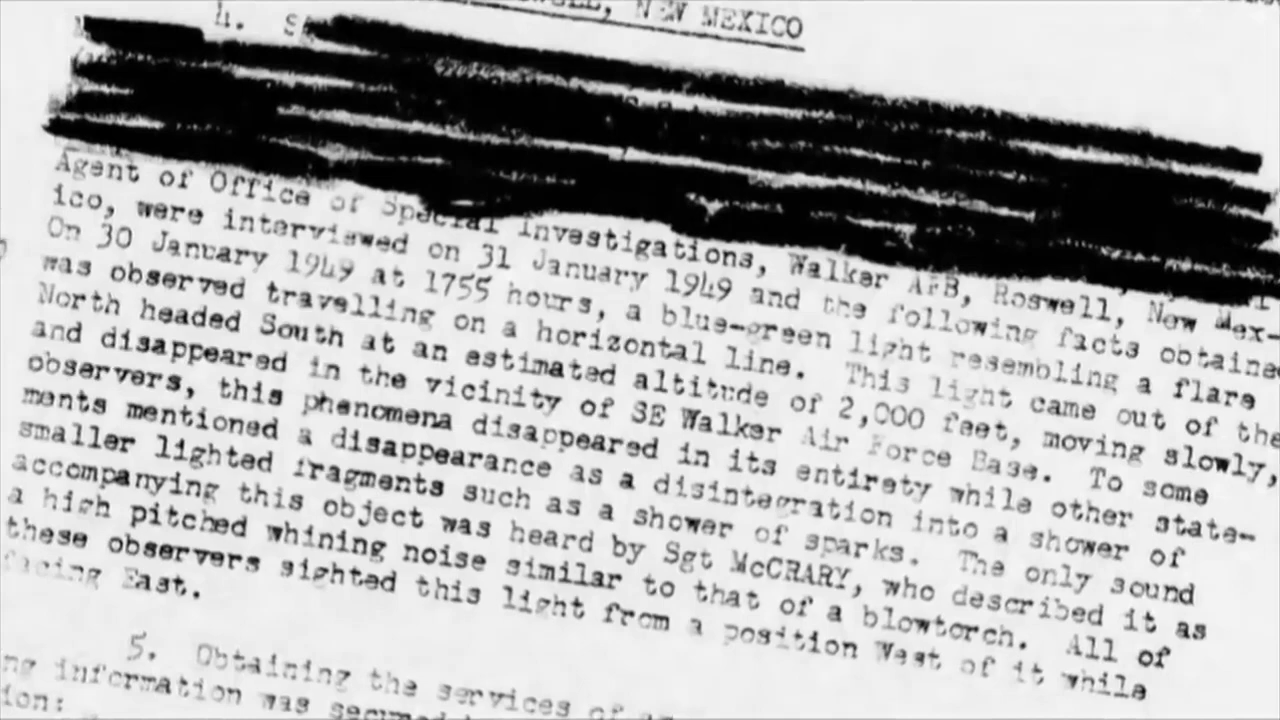 NEW MEXICO
4. S
Agent of Office of Special Investigations, Walker AFB, Roswell, New Mex-
ico, were interviewed on 31 January 1949 and the following facts obtained
On 30 January 1949 at 1755 hours, a blue-green light resembling a flare
was observed travelling on a horizontal line. This light came out of the
North headed South at an estimated altitude of 2,000 feet, moving slowly,
and disappeared in the vicinity of SE Walker Air Force Base. To some
observers, this phenomena disappeared in its entirety while other state-
ments mentioned a disappearance as a disintegration into a shower of
smaller lighted fragments such as a shower of sparks. The only sound
accompanying this object was heard by Sgt McCRARY, who described it as
a high pitched whining noise similar to that of a blowtorch. All of
these observers sighted this light from a position West of it while
facing East.
5. Obtaining the services of
ng information was secured
ion: